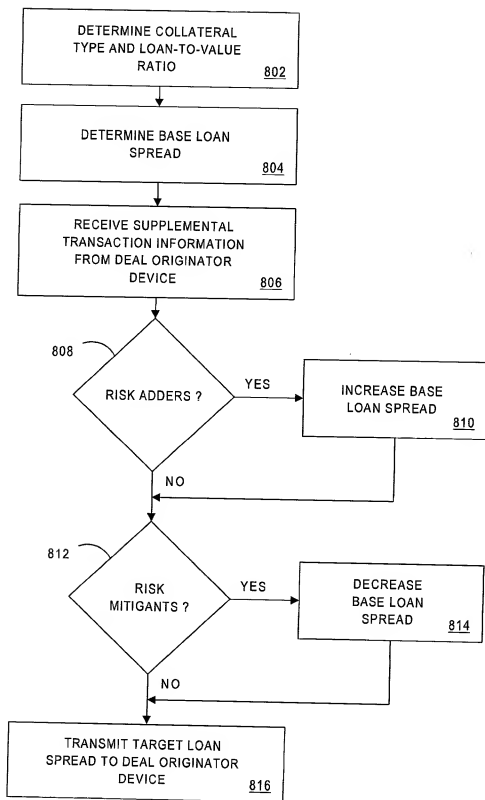 DETERMINE COLLATERAL
TYPE AND LOAN-TO-VALUE
RATIO
802
DETERMINE BASE LOAN
SPREAD
804
RECEIVE SUPPLEMENTAL
TRANSACTION INFORMATION
FROM DEAL ORIGINATOR
DEVICE
806
808
RISK ADDERS ?
YES
INCREASE BASE
LOAN SPREAD
810
NO
812
RISK
MITIGANTS ?
YES
DECREASE
BASE LOAN
SPREAD
814
NO
TRANSMIT TARGET LOAN
SPREAD TO DEAL ORIGINATOR
DEVICE
816